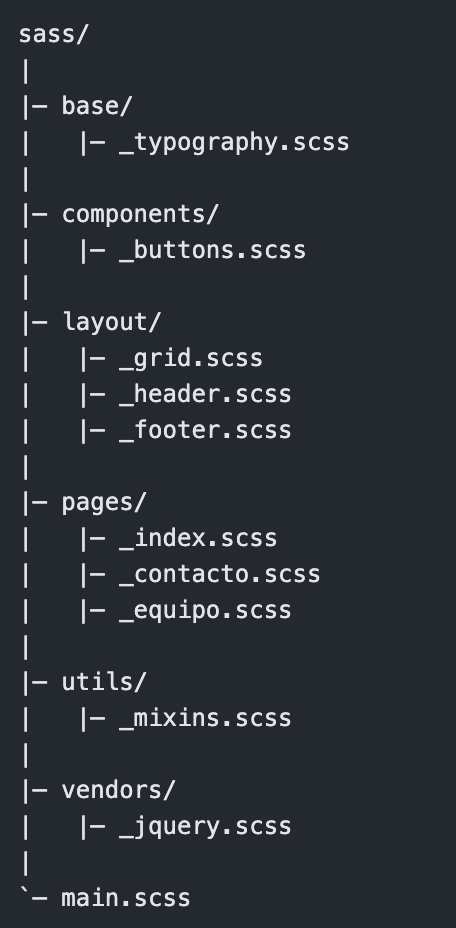 sass/
|
|– base/
|   |– _typography.scss
|
|– components/
|   |– _buttons.scss
|
|– layout/
|   |– _grid.scss
|   |– _header.scss
|   |– _footer.scss
|
|– pages/
|   |– _index.scss
|   |– _contacto.scss
|   |– _equipo.scss
|
|– utils/
|   |– _mixins.scss
|
|– vendors/
|   |– _jquery.scss
|
`– main.scss